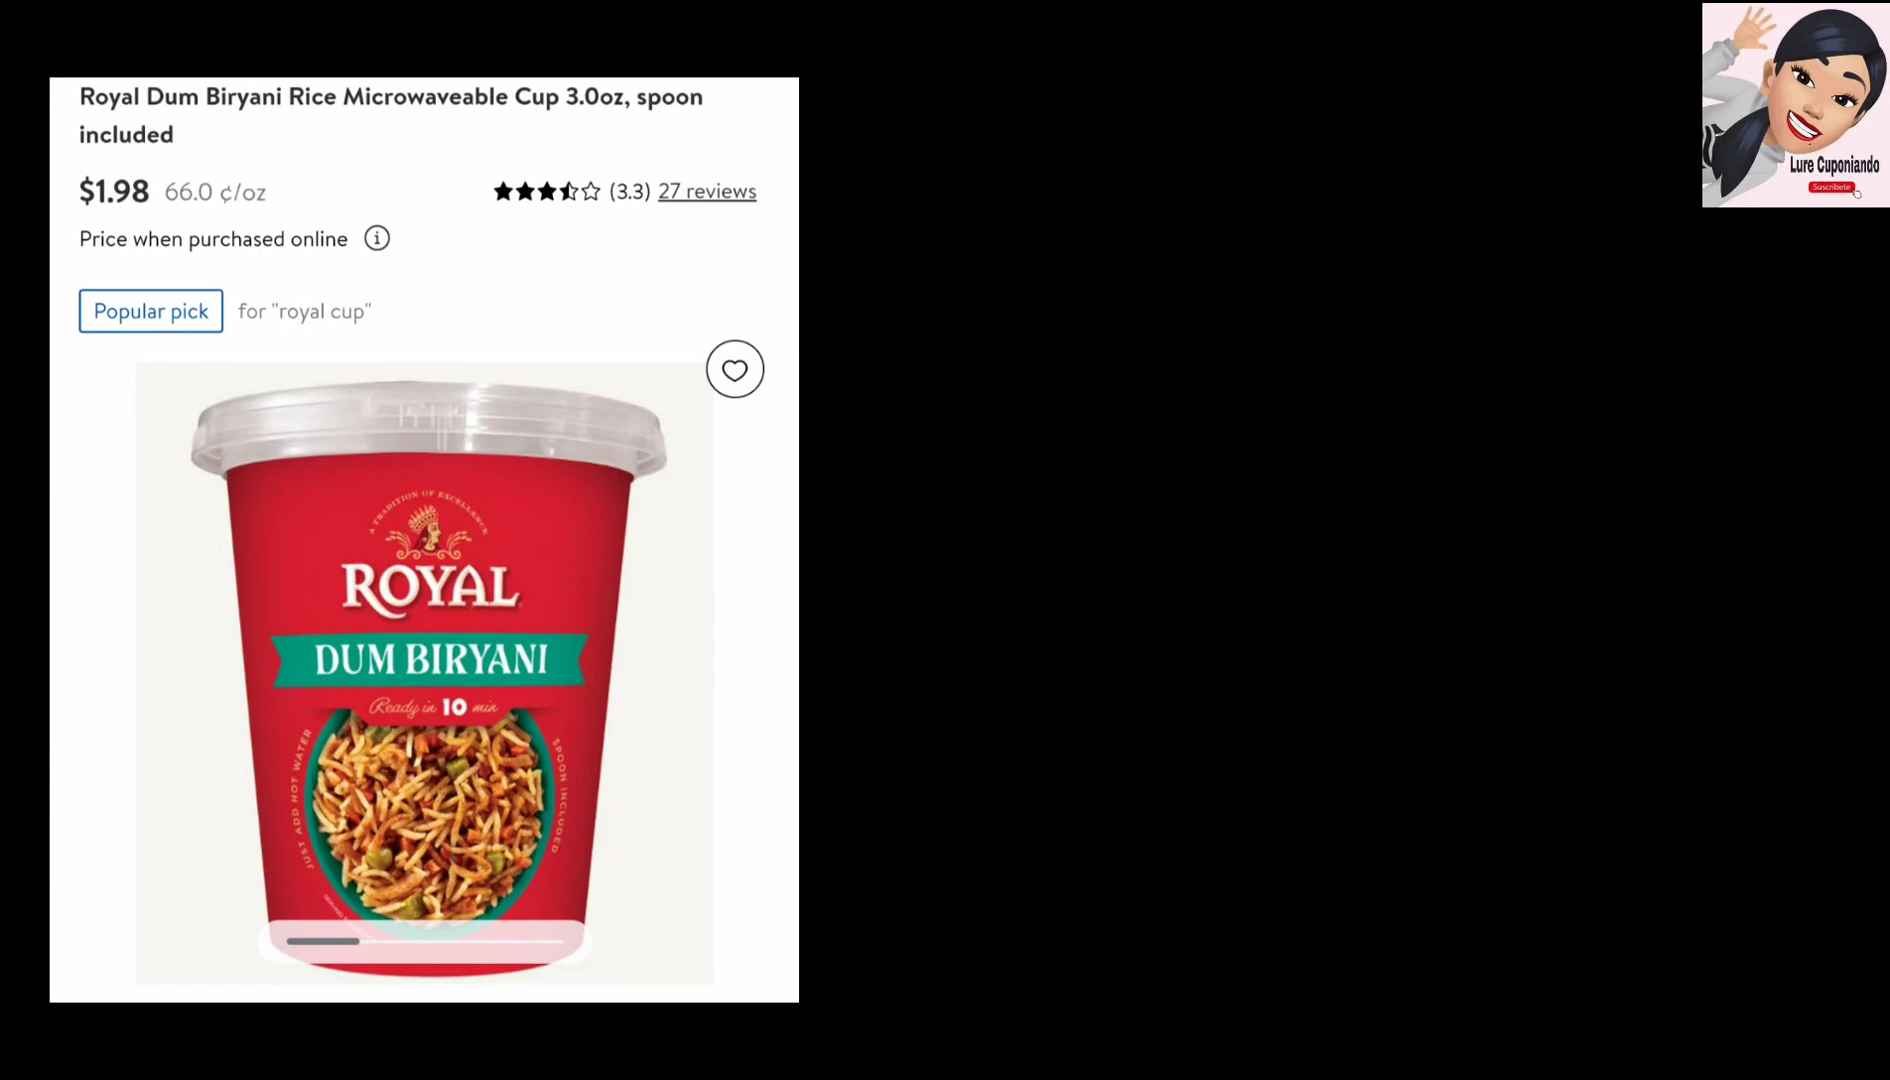 Royal Dum Biryani Rice Microwaveable Cup 3.0oz, spoon
included
$1.98 66.0 ¢/oz (3.3) 27 reviews
Price when purchased online
Popular pick for "royal cup"
A TRADITION OF EXCELLENCE
ROYAL
DUM BIRYANI
Ready in 10 min
JUST ADD HOT WATER
SPOON INCLUDED
Lure Cuponiando
Suscríbete